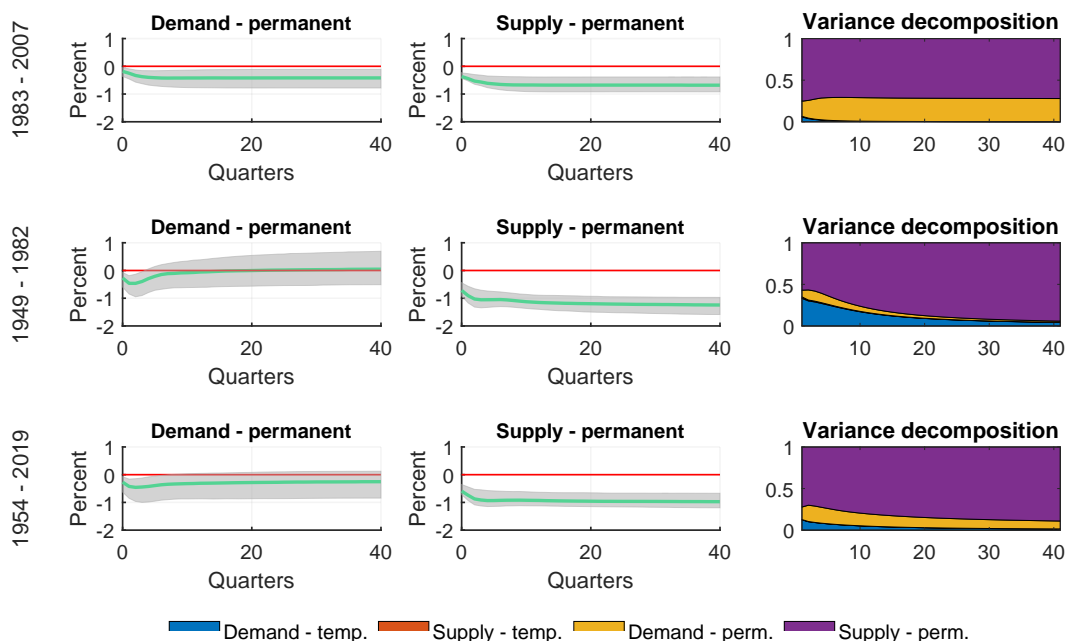 Demand - permanent
Supply - permanent
Variance decomposition
1983 - 2007
Percent
1
0
-1
-2
0
20
40
Quarters
Percent
1
0
-1
-2
0
20
40
Quarters
1
0.5
0
10
20
30
40
Demand - permanent
Supply - permanent
Variance decomposition
1949 - 1982
Percent
1
0
-1
-2
0
20
40
Quarters
Percent
1
0
-1
-2
0
20
40
Quarters
1
0.5
0
10
20
30
40
Demand - permanent
Supply - permanent
Variance decomposition
1954 - 2019
Percent
1
0
-1
-2
0
20
40
Quarters
Percent
1
0
-1
-2
0
20
40
Quarters
1
0.5
0
10
20
30
40
Demand - temp.
Supply - temp.
Demand - perm.
Supply - perm.